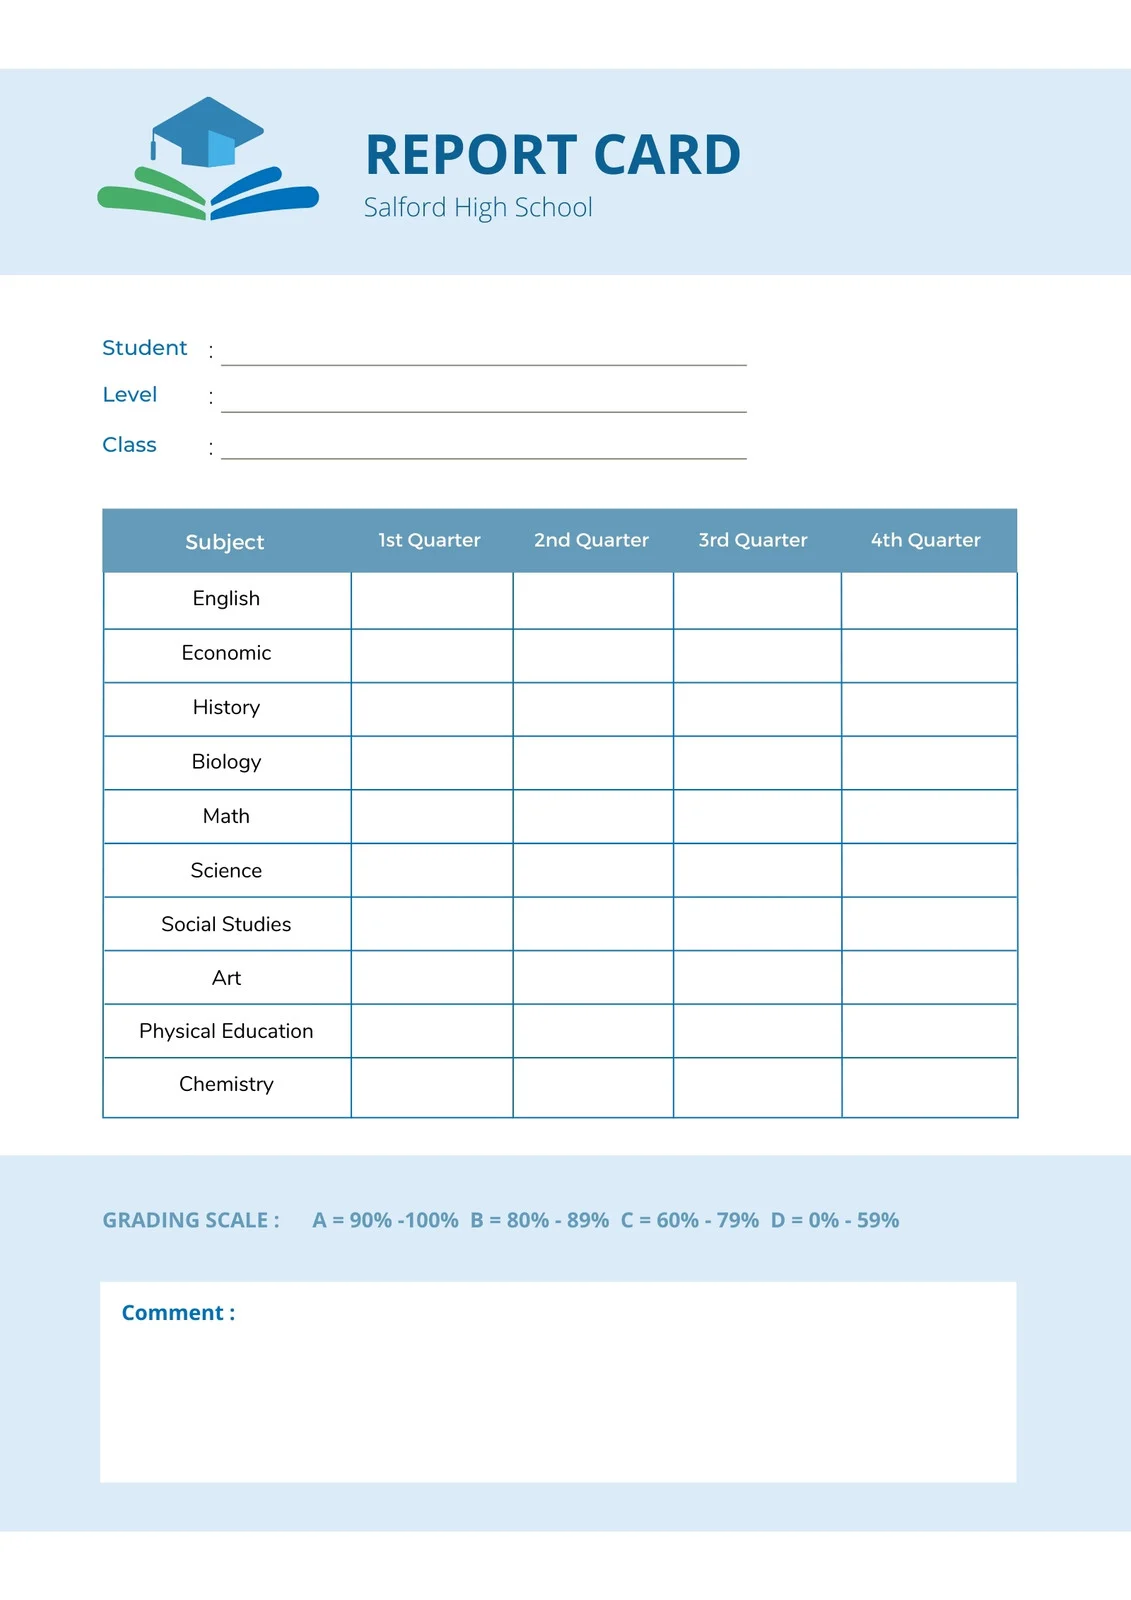 REPORT CARD
Salford High School
Student :
Level :
Class :
Subject 1st Quarter 2nd Quarter 3rd Quarter 4th Quarter
English
Economic
History
Biology
Math
Science
Social Studies
Art
Physical Education
Chemistry
GRADING SCALE : A = 90% -100% B = 80% - 89% C = 60% - 79% D = 0% - 59%
Comment :